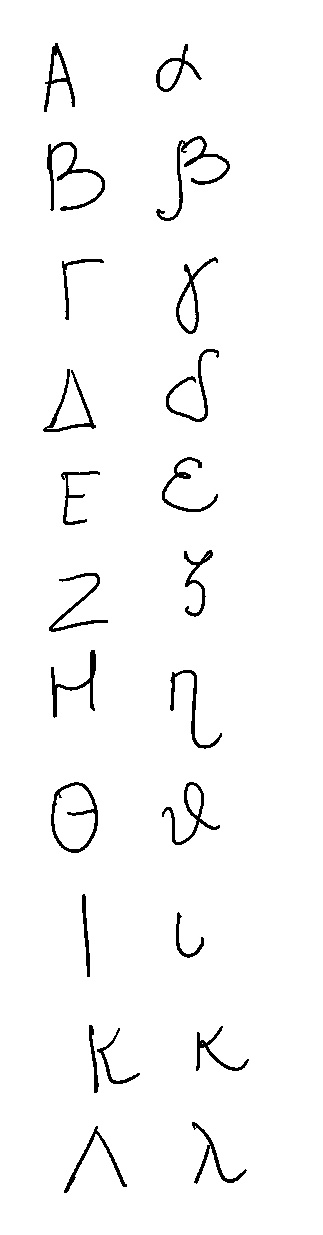 Α α
Β β
Γ γ
Δ δ
Ε ε
Ζ ζ
Η η
Θ ϑ
Ι ι
Κ κ
Λ λ